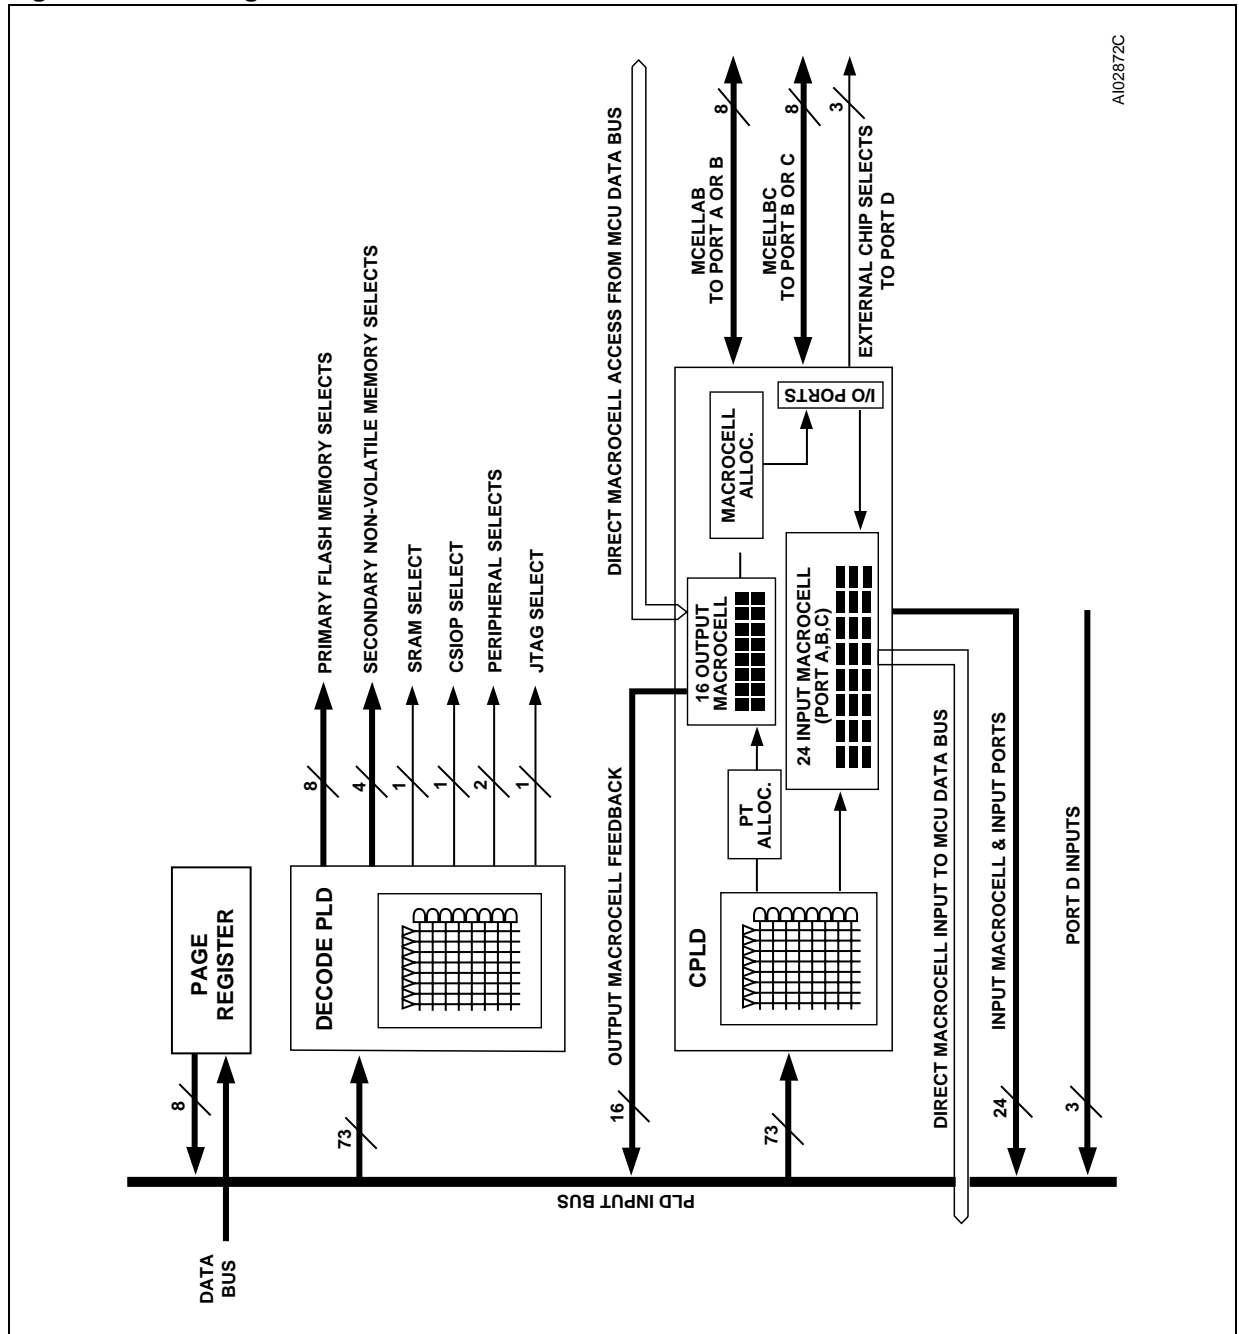 DATA
BUS
8
PAGE
REGISTER
73
DECODE PLD
8
PRIMARY FLASH MEMORY SELECTS
4
SECONDARY NON-VOLATILE MEMORY SELECTS
1
SRAM SELECT
1
CSIOP SELECT
2
PERIPHERAL SELECTS
1
JTAG SELECT
PLD INPUT BUS
16
OUTPUT MACROCELL FEEDBACK
DIRECT MACROCELL ACCESS FROM MCU DATA BUS
73
CPLD
PT
ALLOC.
16 OUTPUT
MACROCELL
MACROCELL
ALLOC.
24 INPUT MACROCELL
(PORT A,B,C)
I/O PORTS
MCELLAB
TO PORT A OR B
8
MCELLBC
TO PORT B OR C
8
EXTERNAL CHIP SELECTS
TO PORT D
3
DIRECT MACROCELL INPUT TO MCU DATA BUS
24
INPUT MACROCELL & INPUT PORTS
3
PORT D INPUTS
AI02872C